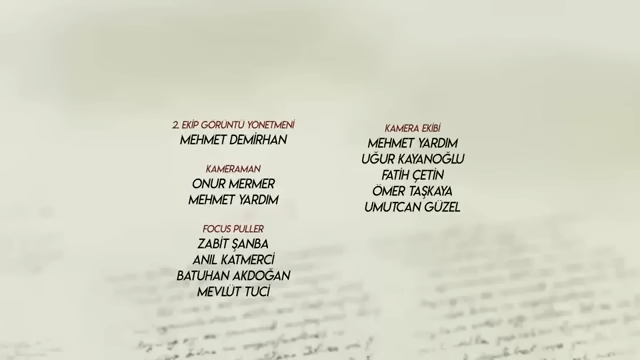 2. EKİP GÖRÜNTÜ YÖNETMENİ
MEHMET DEMİRHAN
KAMERAMAN
ONUR MERMER
MEHMET YARDIM
FOCUS PULLER
ZABİT ŞANBA
ANIL KATMERCİ
BATUHAN AKDOĞAN
MEVLÜT TUCİ
KAMERA EKİBİ
MEHMET YARDIM
UĞUR KAYANOĞLU
FATİH ÇETİN
ÖMER TAŞKAYA
UMUTCAN GÜZEL